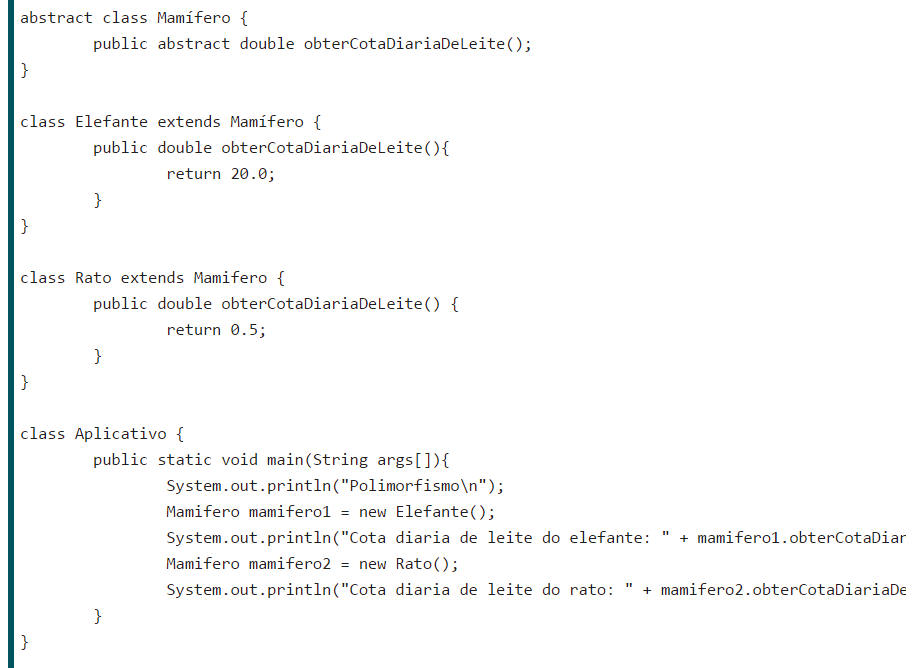 abstract class Mamífero {
        public abstract double obterCotaDiariaDeLeite();
}

class Elefante extends Mamífero {
        public double obterCotaDiariaDeLeite(){
                return 20.0;
        }
}

class Rato extends Mamifero {
        public double obterCotaDiariaDeLeite() {
                return 0.5;
        }
}

class Aplicativo {
        public static void main(String args[]){
                System.out.println("Polimorfismo\n");
                Mamifero mamifero1 = new Elefante();
                System.out.println("Cota diaria de leite do elefante: " + mamifero1.obterCotaDiar
                Mamifero mamifero2 = new Rato();
                System.out.println("Cota diaria de leite do rato: " + mamifero2.obterCotaDiariaDe
        }
}